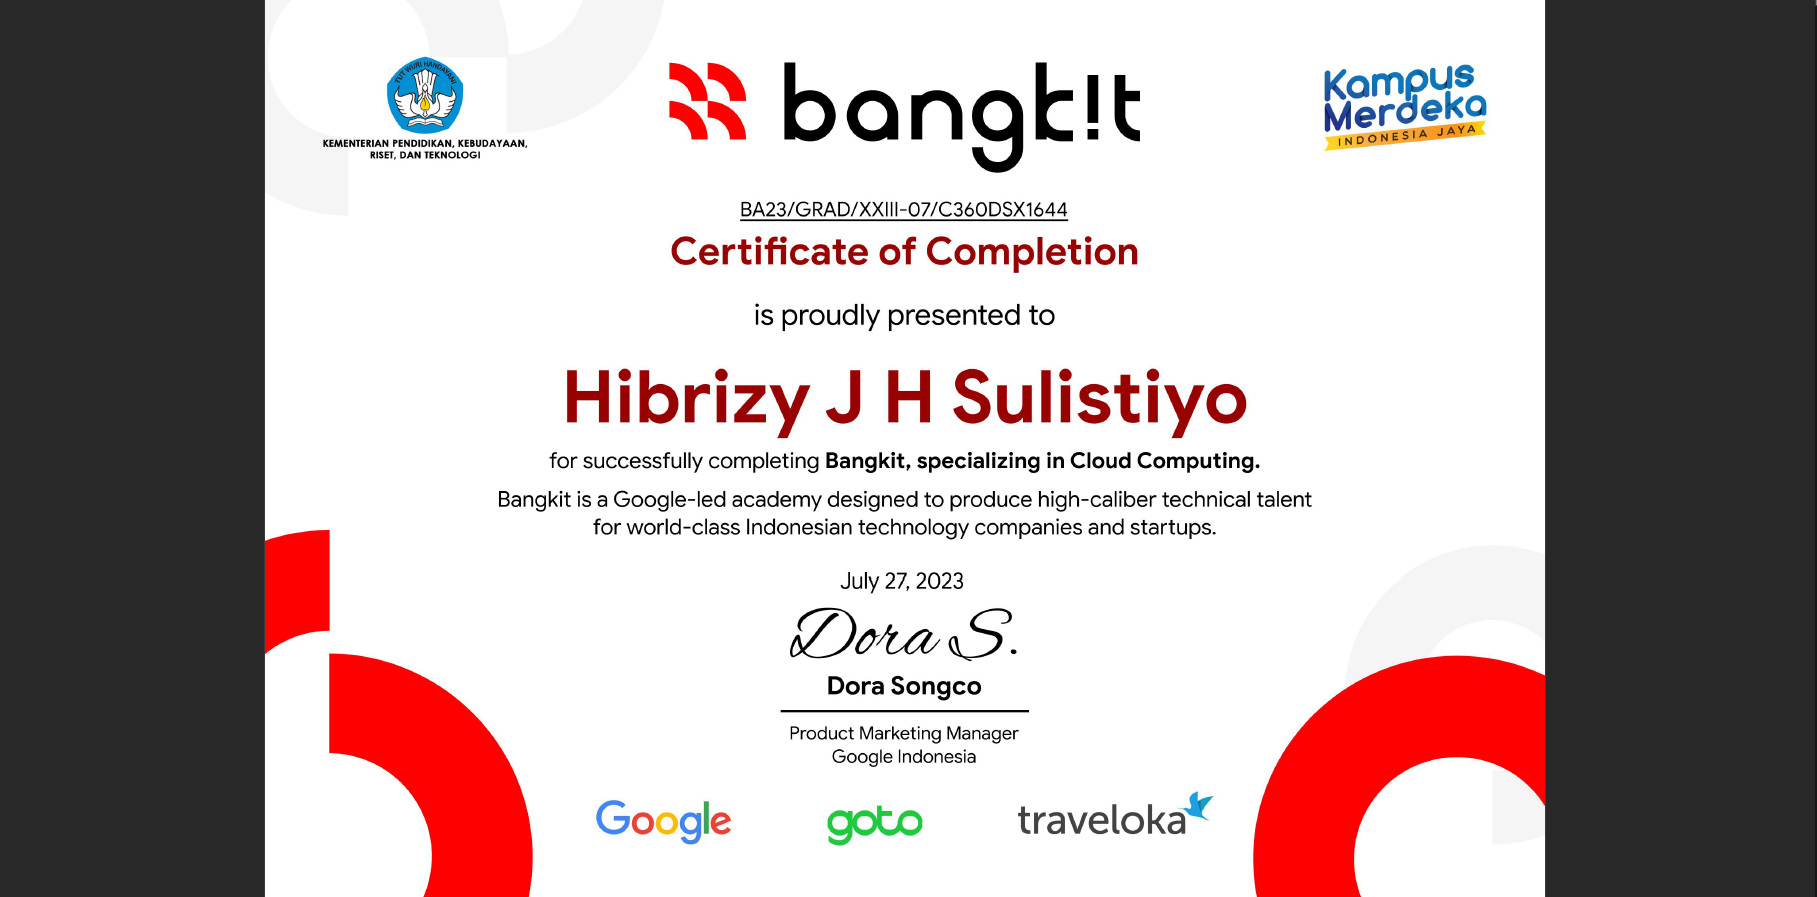 TUT WURI HANDAYANI
KEMENTERIAN PENDIDIKAN, KEBUDAYAAN,
RISET, DAN TEKNOLOGI
bangk!t
Kampus
Merdeka
INDONESIA JAYA
BA23/GRAD/XXIII-07/C360DSX1644
Certificate of Completion
is proudly presented to
Hibrizy J H Sulistiyo
for successfully completing Bangkit, specializing in Cloud Computing.
Bangkit is a Google-led academy designed to produce high-caliber technical talent
for world-class Indonesian technology companies and startups.
July 27, 2023
Dora S.
Dora Songco
Product Marketing Manager
Google Indonesia
Google
goto
traveloka